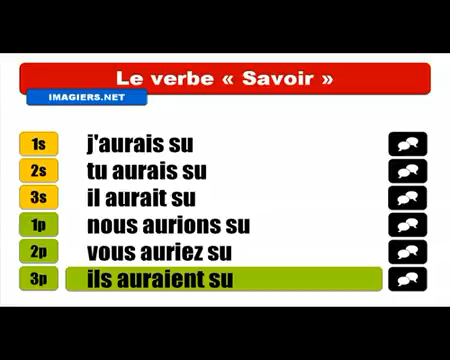 Le verbe « Savoir »
IMAGIERS.NET
1s j'aurais su
2s tu aurais su
3s il aurait su
1p nous aurions su
2p vous auriez su
3p ils auraient su